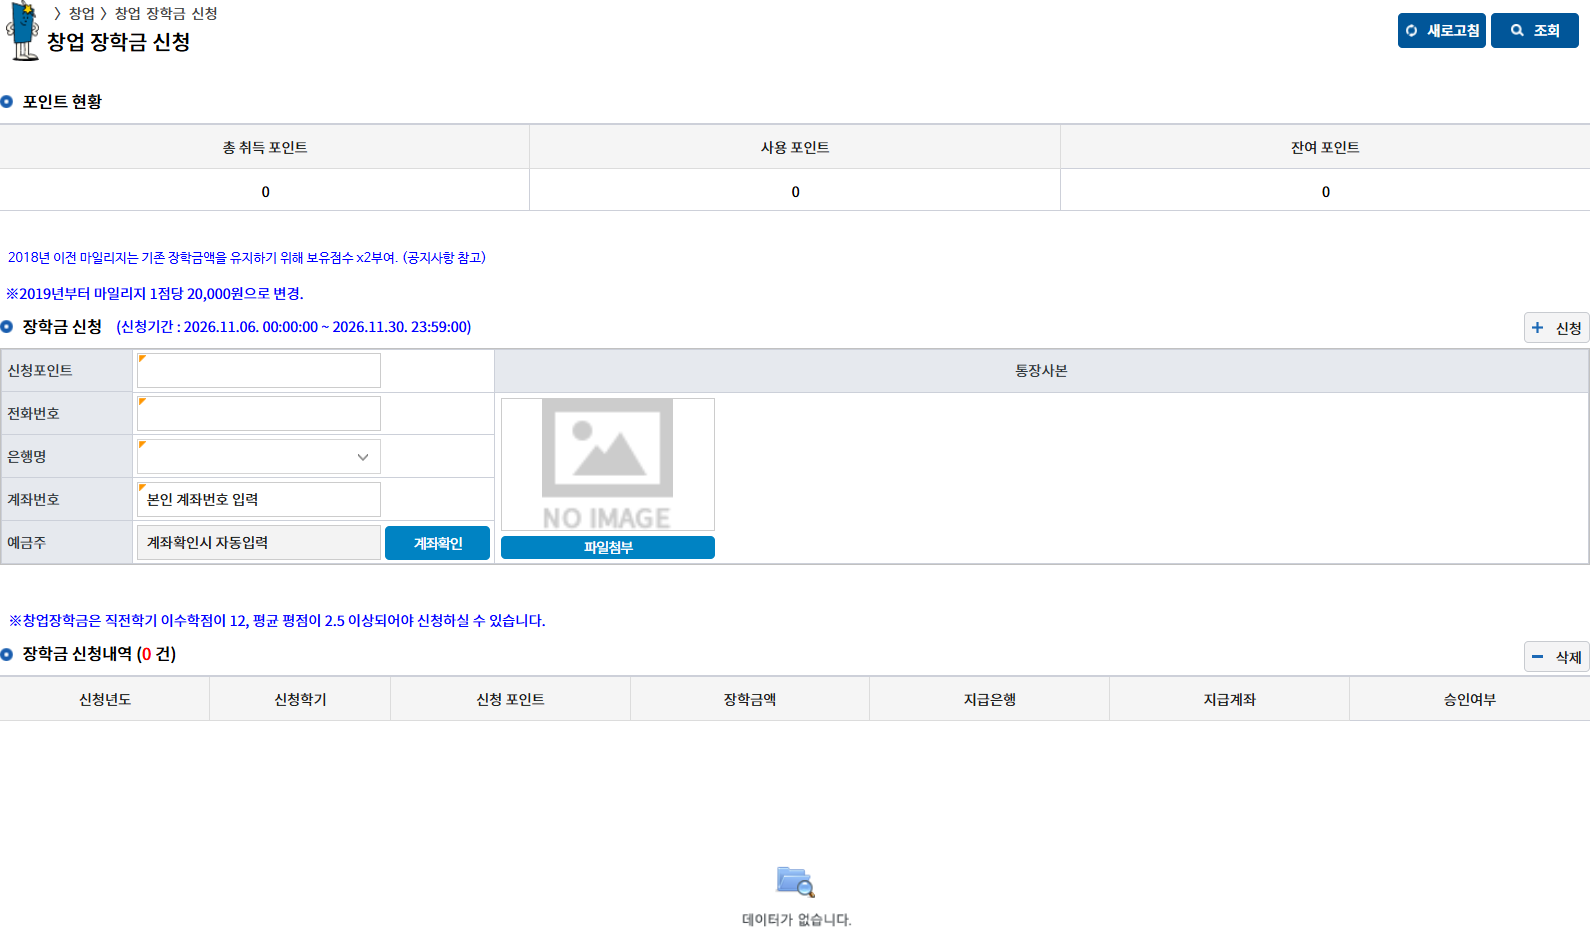 〉창업 〉창업 장학금 신청
창업 장학금 신청
새로고침
조회
포인트 현황
총 취득 포인트 사용 포인트 잔여 포인트
0 0 0
2018년 이전 마일리지는 기존 장학금액을 유지하기 위해 보유점수 x2부여. (공지사항 참고)
※2019년부터 마일리지 1점당 20,000원으로 변경.
장학금 신청 (신청기간 : 2026.11.06. 00:00:00 ~ 2026.11.30. 23:59:00)
신청
신청포인트
통장사본
전화번호
은행명
계좌번호 본인 계좌번호 입력
NO IMAGE
예금주 계좌확인시 자동입력 계좌확인
파일첨부
※창업장학금은 직전학기 이수학점이 12, 평균 평점이 2.5 이상되어야 신청하실 수 있습니다.
장학금 신청내역 (0 건)
삭제
신청년도 신청학기 신청 포인트 장학금액 지급은행 지급계좌 승인여부
데이터가 없습니다.